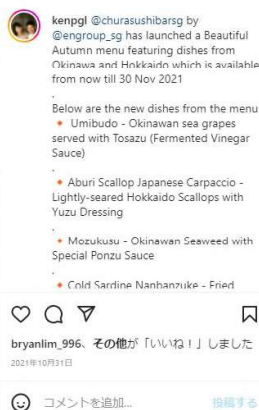 kenpgl @churasushibarsg by
@engroup_sg has launched a Beautiful
Autumn menu featuring dishes from
Okinawa and Hokkaido which is available
from now till 30 Nov 2021
.
Below are the new dishes from the menu
🔸 Umibudo - Okinawan sea grapes
served with Tosazu (Fermented Vinegar
Sauce)
.
🔸 Aburi Scallop Japanese Carpaccio -
Lightly-seared Hokkaido Scallops with
Yuzu Dressing
.
🔸 Mozukusu - Okinawan Seaweed with
Special Ponzu Sauce
.
🔸 Cold Sardine Nanbanzuke - Fried
bryanlim_996、その他が「いいね！」しました
2021年10月31日
コメントを追加...
投稿する